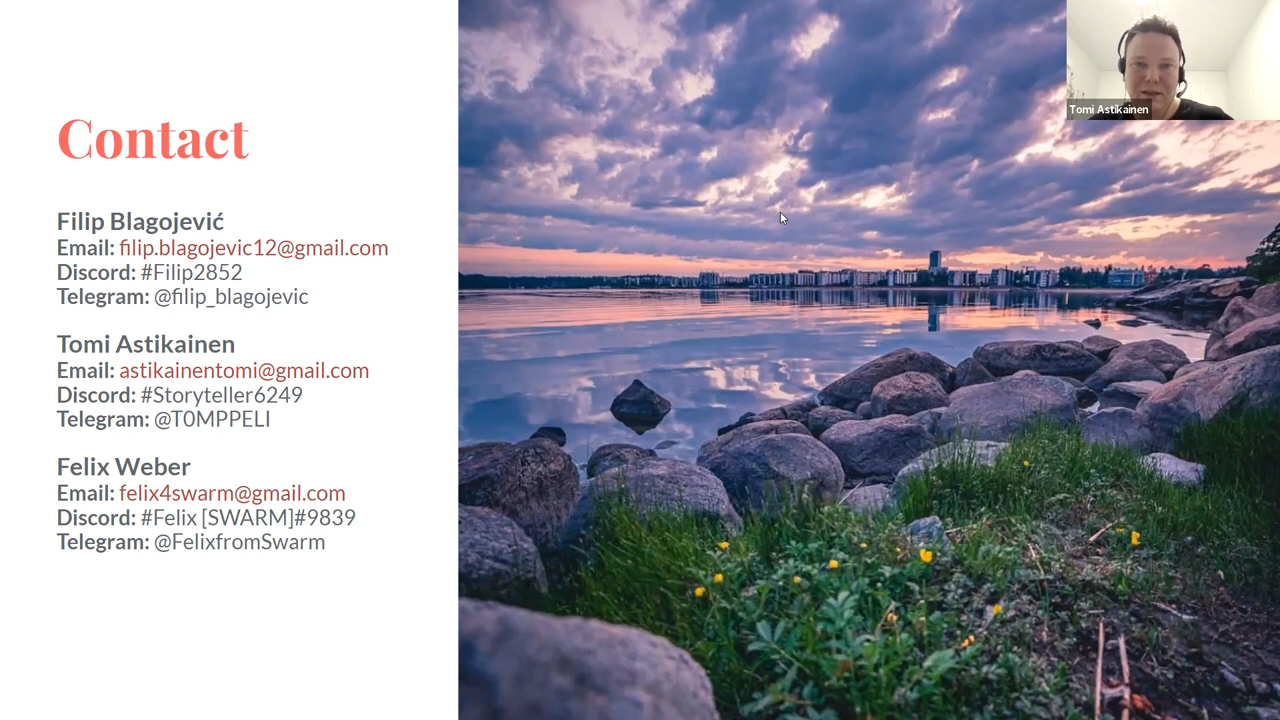 Contact
Filip Blagojević
Email: filip.blagojevic12@gmail.com
Discord: #Filip2852
Telegram: @filip_blagojevic
Tomi Astikainen
Email: astikainentomi@gmail.com
Discord: #Storyteller6249
Telegram: @T0MPPELI
Felix Weber
Email: felix4swarm@gmail.com
Discord: #Felix [SWARM]#9839
Telegram: @FelixfromSwarm
Tomi Astikainen